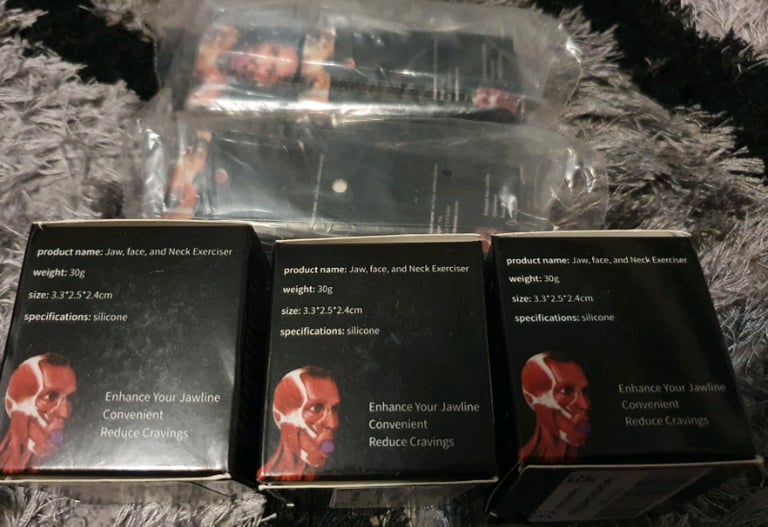 product name: Jaw, face, and Neck Exerciser
weight: 30g
size: 3.3*2.5*2.4cm
specifications: silicone
Enhance Your Jawline
Convenient
Reduce Cravings
product name: Jaw, face, and Neck Exerciser
weight: 30g
size: 3.3*2.5*2.4cm
specifications: silicone
Enhance Your Jawline
Convenient
Reduce Cravings
product name: Jaw, face, and Neck Exerciser
weight: 30g
size: 3.3*2.5*2.4cm
specifications: silicone
Enhance Your Jawline
Convenient
Reduce Cravings